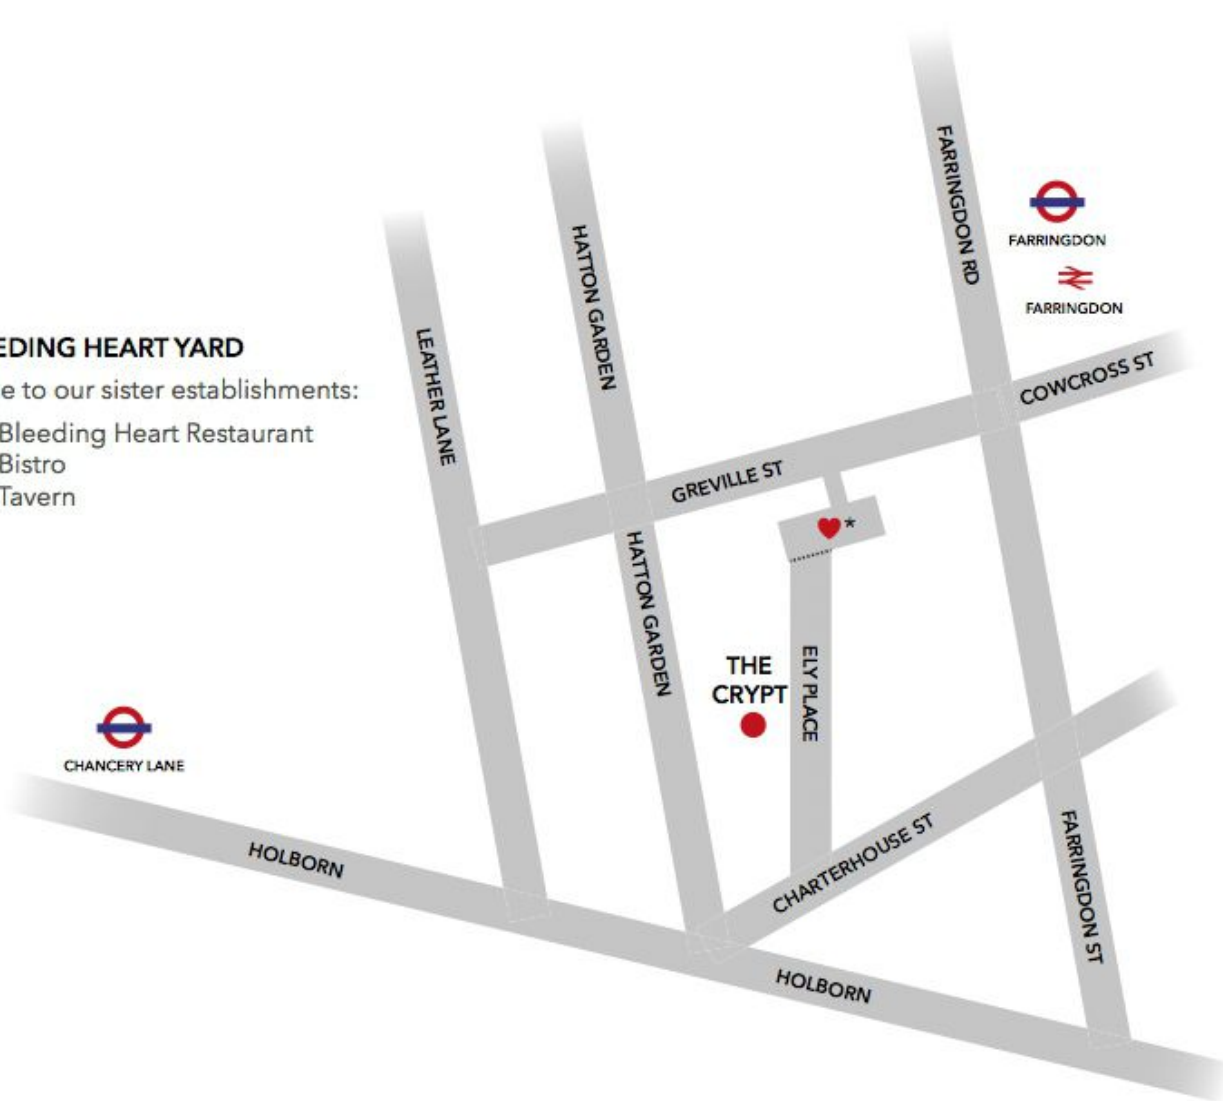 EDING HEART YARD
e to our sister establishments:
Bleeding Heart Restaurant
Bistro
Tavern
FARRINGDON RD
FARRINGDON
FARRINGDON
HATTON GARDEN
LEATHER LANE
COWCROSS ST
GREVILLE ST
*
HATTON GARDEN
THE
CRYPT
ELY PLACE
CHANCERY LANE
HOLBORN
CHARTERHOUSE ST
FARRINGDON ST
HOLBORN